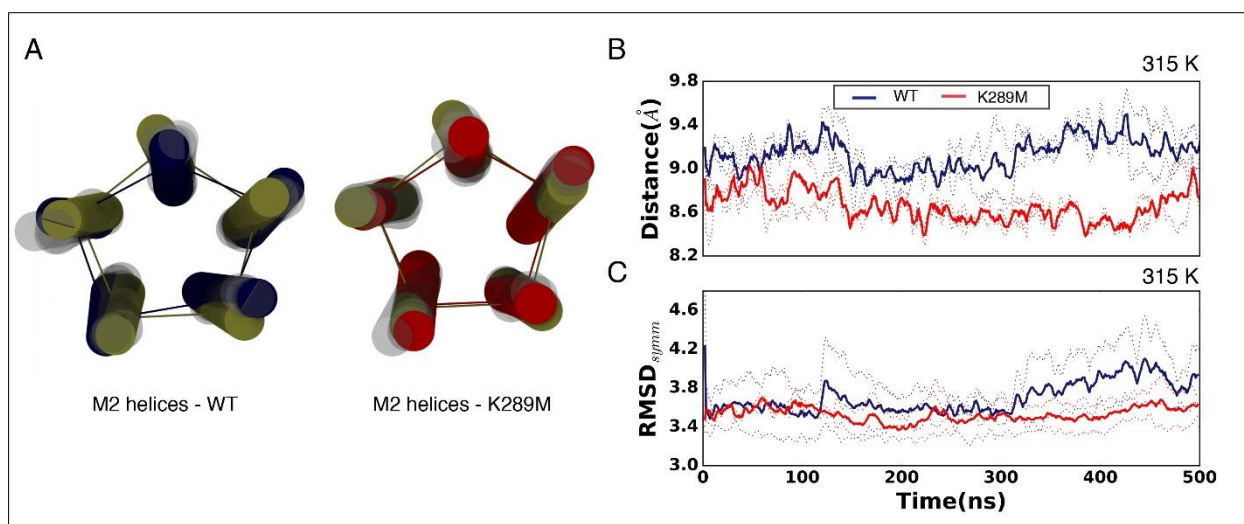 A
M2 helices - WT
M2 helices - K289M
B
315 K
WT
K289M
9.8
9.4
9.0
8.6
8.2
Distance(Å)
C
315 K
4.6
4.2
3.8
3.4
3.0
RMSDsymm
0
100
200
300
400
500
Time(ns)